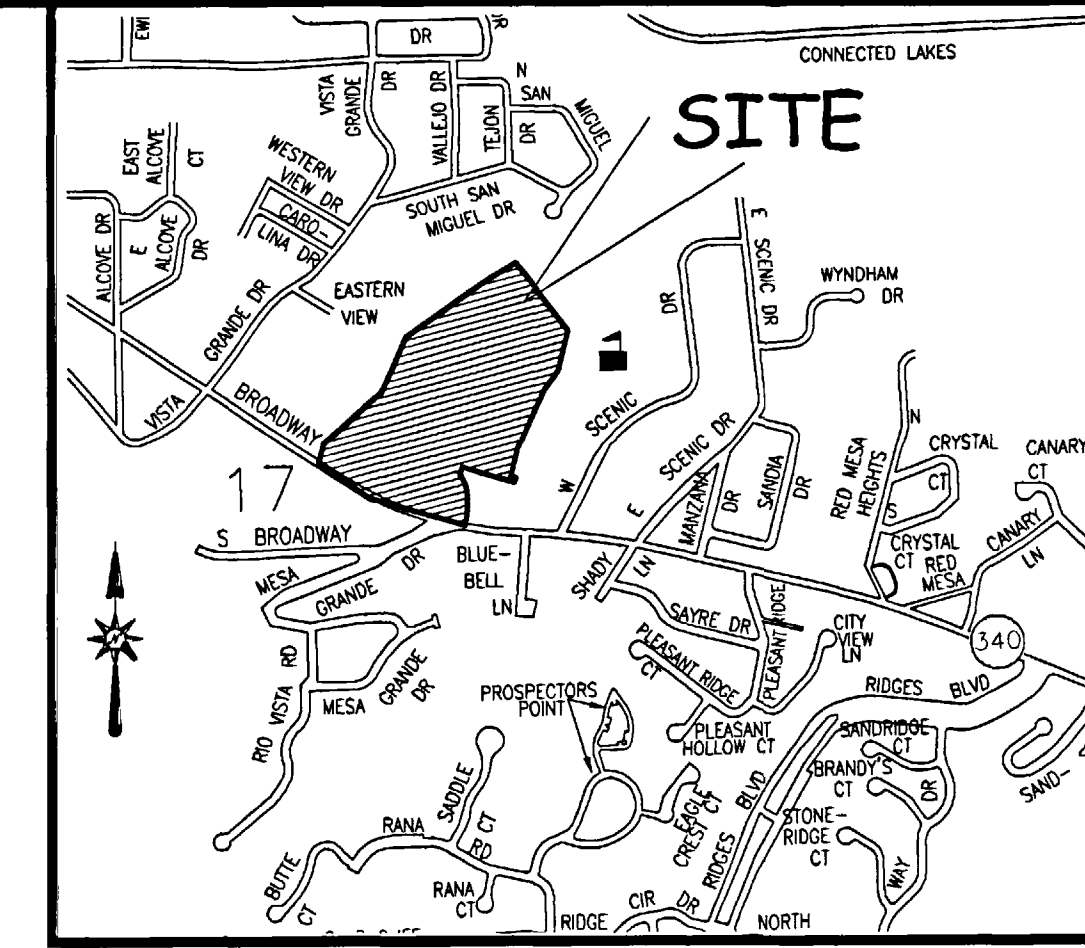 EWI
DR
DR
CONNECTED LAKES
SITE
VISTA
GRANDE
DR
VALLEJO DR
TEJON
DR
N
SAN
MIGUEL
EAST
ALCOVE
CT
WESTERN
VIEW DR
CARO-
LINA DR
SOUTH SAN
MIGUEL DR
ALCOVE DR
E
ALCOVE
DR
EASTERN
VIEW
VISTA
GRANDE DR
BROADWAY
E
SCENIC DR
WYNDHAM
DR
W
SCENIC
DR
E
SCENIC DR
MANZANA
DR
SANDIA
DR
N
RED MESA
HEIGHTS
S
CRYSTAL
CT
CANARY
CT
CRYSTAL
CT
RED
MESA
CANARY
LN
17
S BROADWAY
MESA
GRANDE
DR
BLUE-
BELL
LN
SHADY
LN
SAYRE DR
PLEASANT RIDGE
CITY
VIEW
LN
340
RIO VISTA RD
MESA
GRANDE
DR
PLEASANT RIDGE
CT
PROSPECTORS
POINT
PLEASANT
HOLLOW CT
RIDGES BLVD
SANDRIDGE
CT
BRANDY'S
CT
DR
SAND-
SADDLE
CT
RANA
RD
EAGLE
CREST CT
RIDGES
BLVD
STONE-
RIDGE
CT
WAY
BUTTE
CT
RANA
CT
RIDGE
CIR DR
NORTH